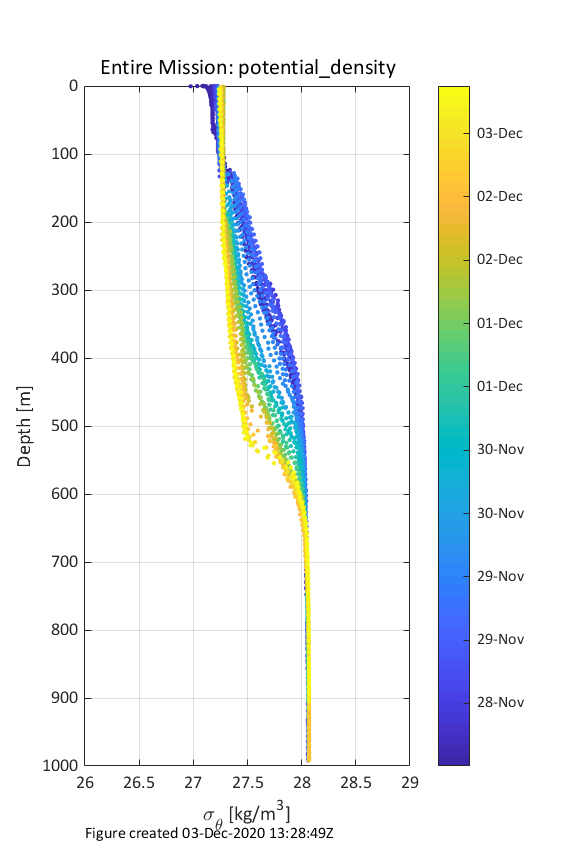 Entire Mission: potential_density
0
100
200
300
400
500
600
700
800
900
1000
Depth [m]
26
26.5
27
27.5
28
28.5
29
σθ [kg/m³]
03-Dec
02-Dec
02-Dec
01-Dec
01-Dec
30-Nov
30-Nov
29-Nov
29-Nov
28-Nov
Figure created 03-Dec-2020 13:28:49Z